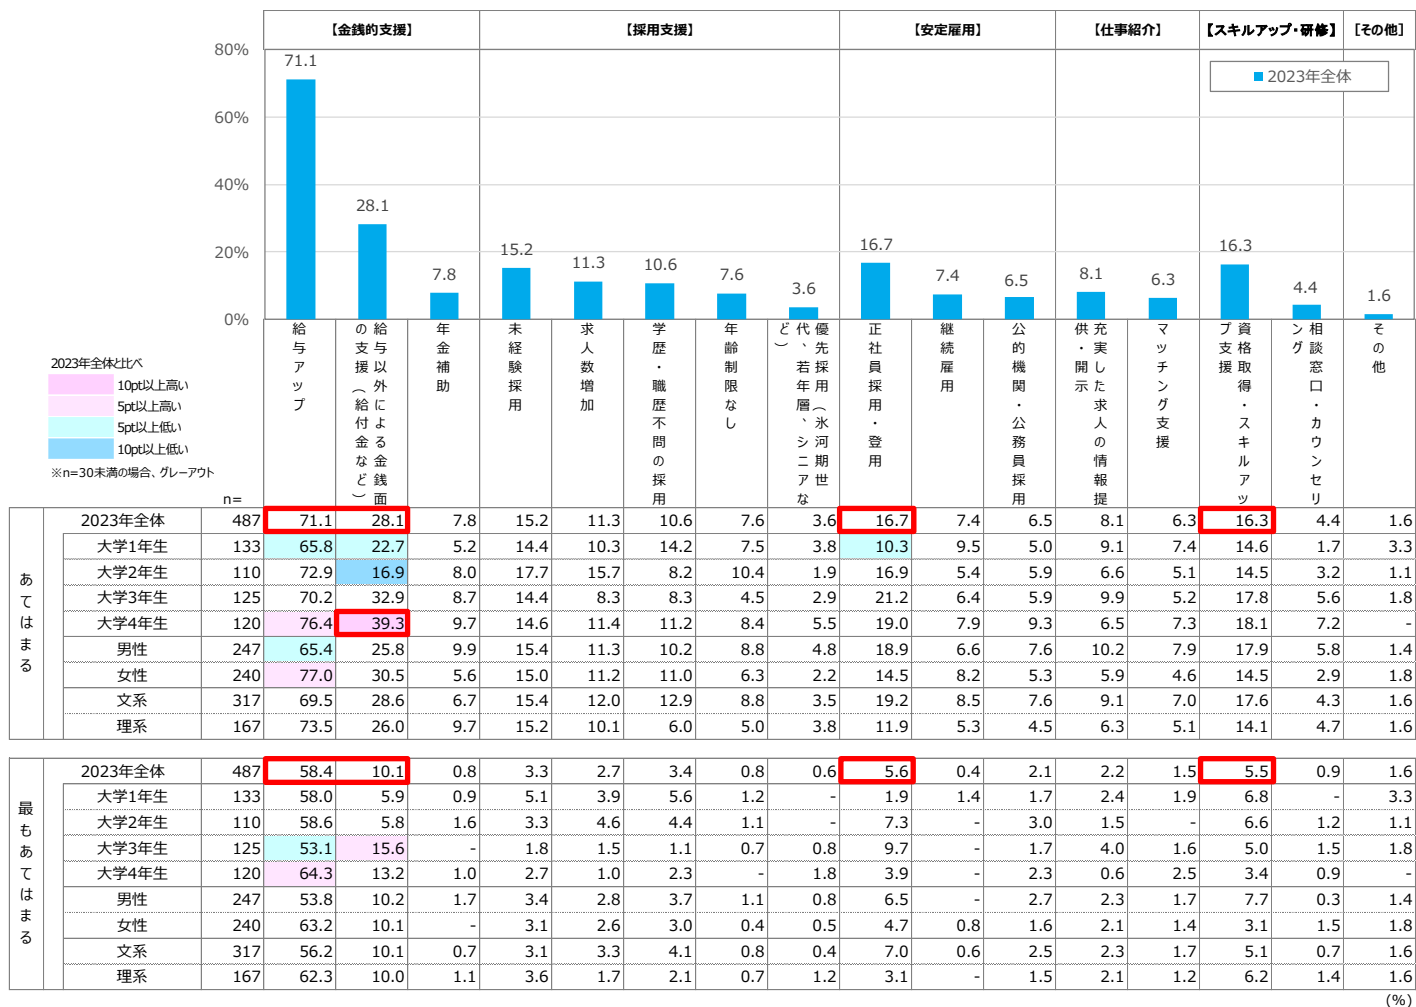 【金銭的支援】 【採用支援】 【安定雇用】 【仕事紹介】 【スキルアップ・研修】 [その他]
80%
60%
40%
20%
0%
2023年全体
71.1 28.1 7.8 15.2 11.3 10.6 7.6 3.6 16.7 7.4 6.5 8.1 6.3 16.3 4.4 1.6
給与アップ
給与以外による金銭面
の支援(給付金など)
年金補助
未経験採用
求人数増加
学歴・職歴不問の採用
年齢制限なし
優先採用(氷河期世
代、若年層、シニアな
ど)
正社員採用・登用
継続雇用
公的機関・公務員採用
充実した求人の情報提
供・開示
マッチング支援
資格取得・スキルアッ
プ支援
相談窓口・カウンセリ
ング
その他
2023年全体と比べ
10pt以上高い
5pt以上高い
5pt以上低い
10pt以上低い
※n=30未満の場合、グレーアウト
n=
あてはまる
2023年全体 487 71.1 28.1 7.8 15.2 11.3 10.6 7.6 3.6 16.7 7.4 6.5 8.1 6.3 16.3 4.4 1.6
大学1年生 133 65.8 22.7 5.2 14.4 10.3 14.2 7.5 3.8 10.3 9.5 5.0 9.1 7.4 14.6 1.7 3.3
大学2年生 110 72.9 16.9 8.0 17.7 15.7 8.2 10.4 1.9 16.9 5.4 5.9 6.6 5.1 14.5 3.2 1.1
大学3年生 125 70.2 32.9 8.7 14.4 8.3 8.3 4.5 2.9 21.2 6.4 5.9 9.9 5.2 17.8 5.6 1.8
大学4年生 120 76.4 39.3 9.7 14.6 11.4 11.2 8.4 5.5 19.0 7.9 9.3 6.5 7.3 18.1 7.2 -
男性 247 65.4 25.8 9.9 15.4 11.3 10.2 8.8 4.8 18.9 6.6 7.6 10.2 7.9 17.9 5.8 1.4
女性 240 77.0 30.5 5.6 15.0 11.2 11.0 6.3 2.2 14.5 8.2 5.3 5.9 4.6 14.5 2.9 1.8
文系 317 69.5 28.6 6.7 15.4 12.0 12.9 8.8 3.5 19.2 8.5 7.6 9.1 7.0 17.6 4.3 1.6
理系 167 73.5 26.0 9.7 15.2 10.1 6.0 5.0 3.8 11.9 5.3 4.5 6.3 5.1 14.1 4.7 1.6
最もあてはまる
2023年全体 487 58.4 10.1 0.8 3.3 2.7 3.4 0.8 0.6 5.6 0.4 2.1 2.2 1.5 5.5 0.9 1.6
大学1年生 133 58.0 5.9 0.9 5.1 3.9 5.6 1.2 - 1.9 1.4 1.7 2.4 1.9 6.8 - 3.3
大学2年生 110 58.6 5.8 1.6 3.3 4.6 4.4 1.1 - 7.3 - 3.0 1.5 - 6.6 1.2 1.1
大学3年生 125 53.1 15.6 - 1.8 1.5 1.1 0.7 0.8 9.7 - 1.7 4.0 1.6 5.0 1.5 1.8
大学4年生 120 64.3 13.2 1.0 2.7 1.0 2.3 - 1.8 3.9 - 2.3 0.6 2.5 3.4 0.9 -
男性 247 53.8 10.2 1.7 3.4 2.8 3.7 1.1 0.8 6.5 - 2.7 2.3 1.7 7.7 0.3 1.4
女性 240 63.2 10.1 - 3.1 2.6 3.0 0.4 0.5 4.7 0.8 1.6 2.1 1.4 3.1 1.5 1.8
文系 317 56.2 10.1 0.7 3.1 3.3 4.1 0.8 0.4 7.0 0.6 2.5 2.3 1.7 5.1 0.7 1.6
理系 167 62.3 10.0 1.1 3.6 1.7 2.1 0.7 1.2 3.1 - 1.5 2.1 1.2 6.2 1.4 1.6
(%)